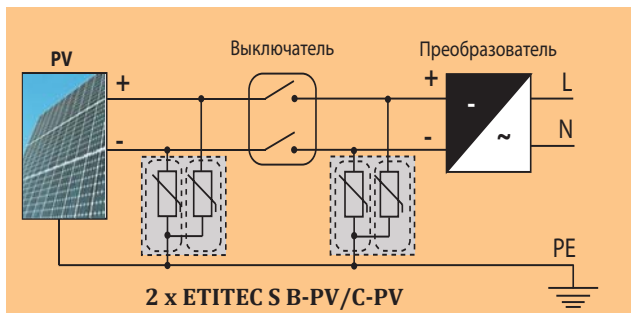 PV
Выключатель
Преобразователь
+
+
L
-
-
-
~
N
PE
2 x ETITEC S B-PV/C-PV